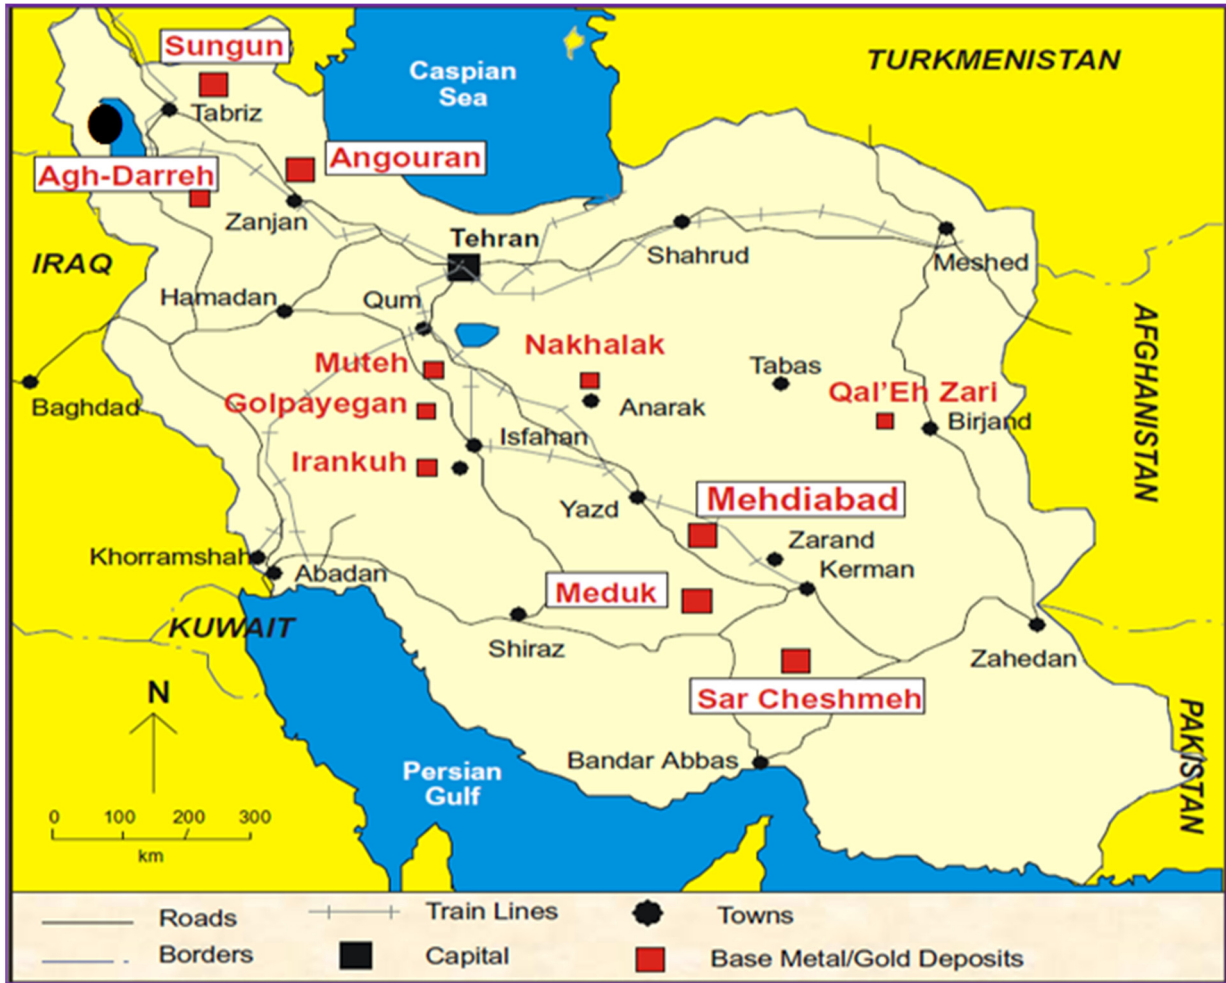 Sungun
Caspian
Sea
TURKMENISTAN
Tabriz
Angouran
Agh-Darreh
Zanjan
Tehran
Shahrud
Meshed
IRAQ
Hamadan
Qum
Nakhalak
Muteh
Tabas
Qal'Eh Zari
AFGHANISTAN
Baghdad
Golpayegan
Anarak
Birjand
Isfahan
Irankuh
Mehdiabad
Yazd
Zarand
Khorramshah
Kerman
Abadan
Meduk
KUWAIT
Shiraz
Zahedan
N
Sar Cheshmeh
PAKISTAN
Bandar Abbas
Persian
Gulf
0 100 200 300
km
Roads
Train Lines
Towns
Borders
Capital
Base Metal/Gold Deposits